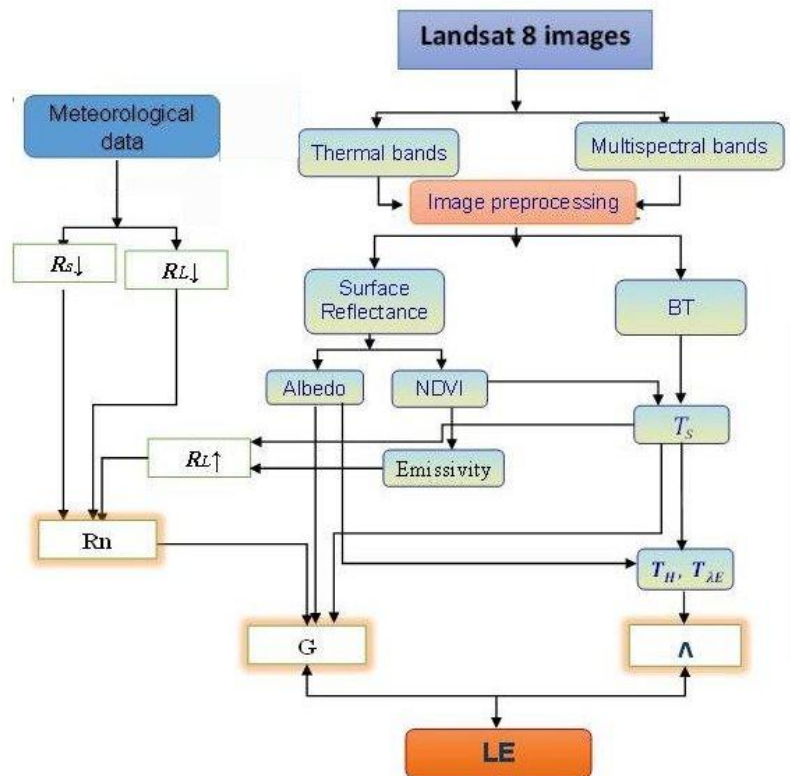 Landsat 8 images
Meteorological
data
Thermal bands
Multispectral bands
Image preprocessing
Rs↓
RL↓
Surface
Reflectance
BT
Albedo
NDVI
Ts
RL↑
Emissivity
Rn
TH, TλE
G
Λ
LE